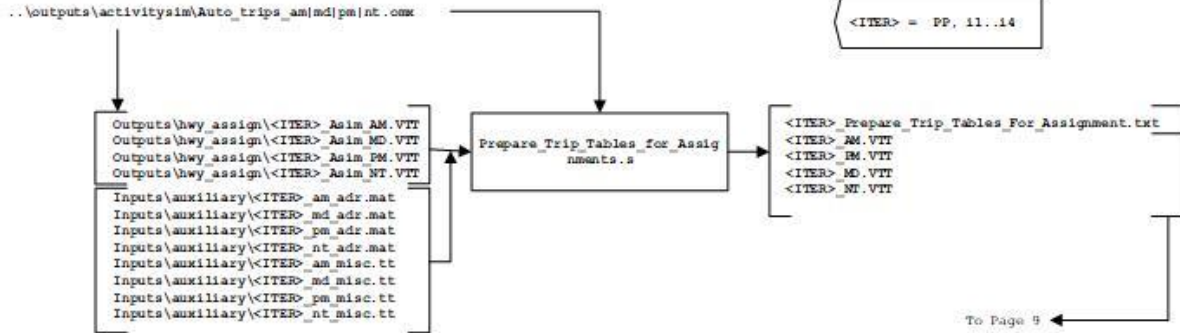 ..\outputs\activitysim\Auto_trips_am|md|pm|nt.omx
<ITER> = PP, i1..i4
Outputs\hwy_assign\<ITER>_Asim_AM.VTT
Outputs\hwy_assign\<ITER>_Asim_MD.VTT
Outputs\hwy_assign\<ITER>_Asim_PM.VTT
Outputs\hwy_assign\<ITER>_Asim_NT.VTT
Inputs\auxiliary\<ITER>_am_adr.mat
Inputs\auxiliary\<ITER>_md_adr.mat
Inputs\auxiliary\<ITER>_pm_adr.mat
Inputs\auxiliary\<ITER>_nt_adr.mat
Inputs\auxiliary\<ITER>_am_misc.tt
Inputs\auxiliary\<ITER>_md_misc.tt
Inputs\auxiliary\<ITER>_pm_misc.tt
Inputs\auxiliary\<ITER>_nt_misc.tt
Prepare_Trip_Tables_for_Assig
nments.s
<ITER>_Prepare_Trip_Tables_For_Assignment.txt
<ITER>_AM.VTT
<ITER>_PM.VTT
<ITER>_MD.VTT
<ITER>_NT.VTT
To Page 9